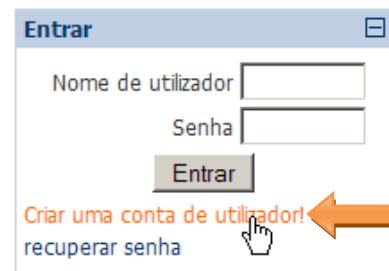 Entrar
Nome de utilizador
Senha
Entrar
Criar uma conta de utilizador!
recuperar senha